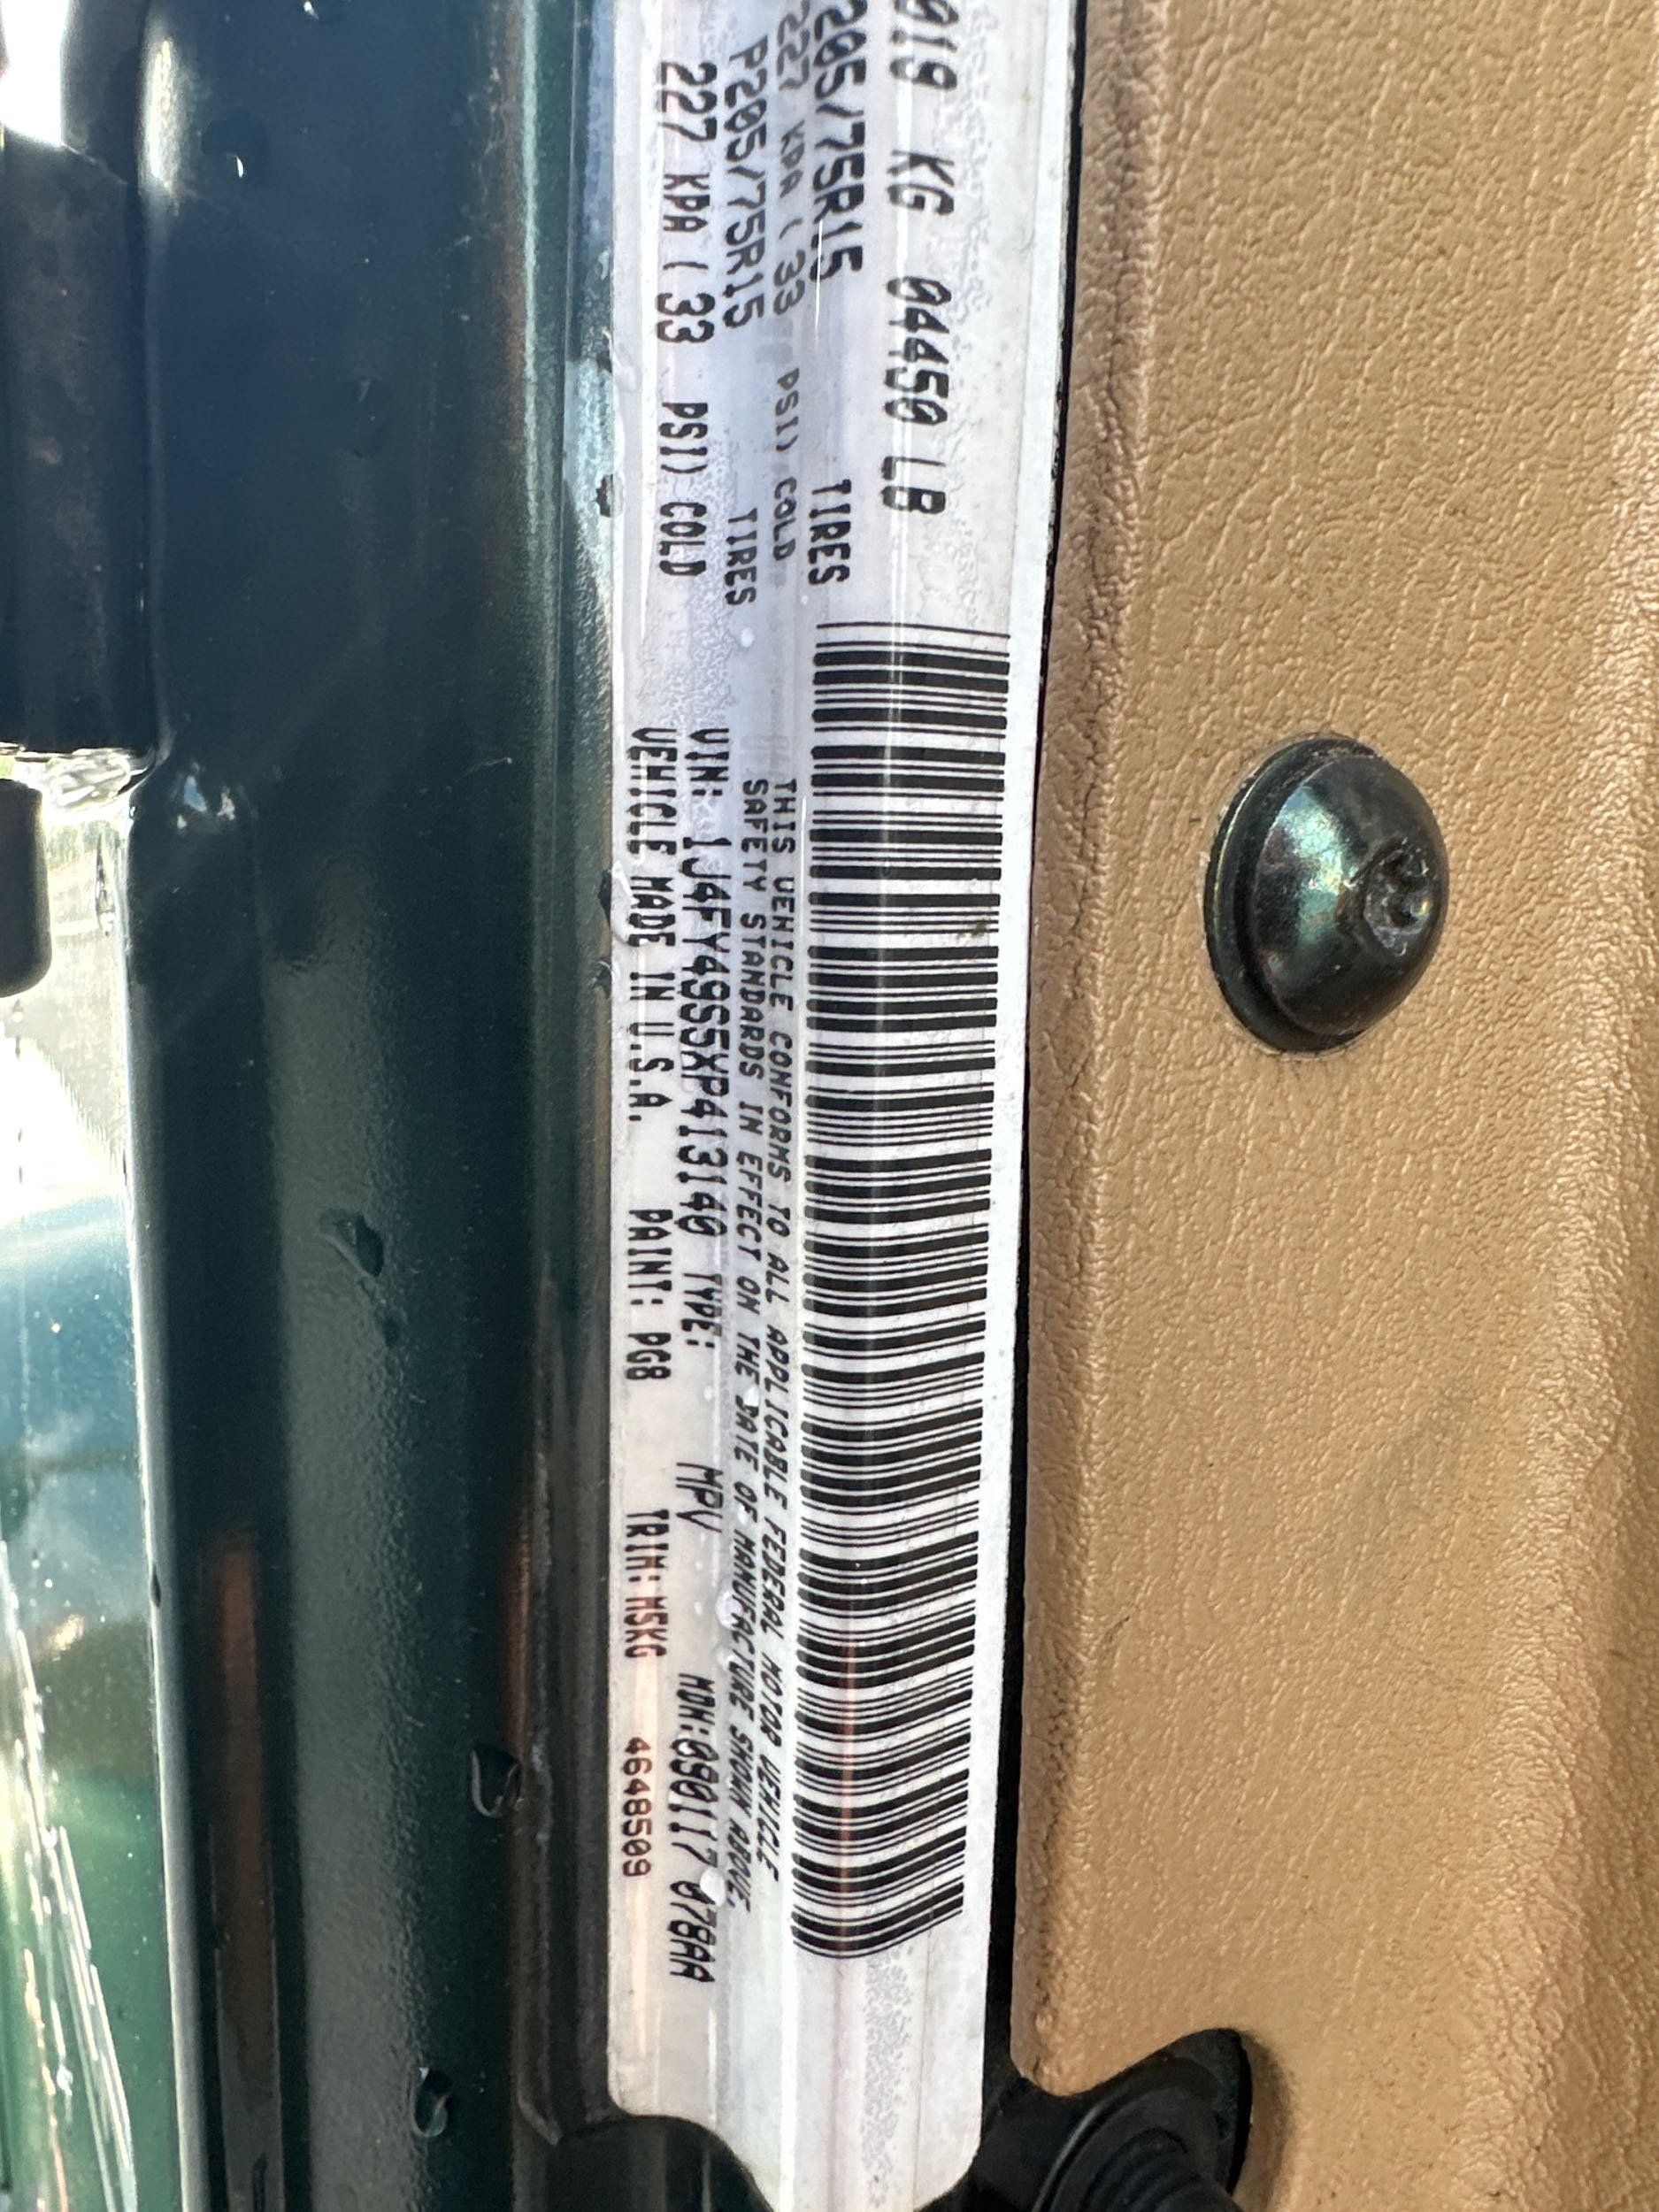 019 KG 04450 LB
205/75R15 TIRES
227 KPA ( 33 PSI) COLD
P205/75R15 TIRES
227 KPA ( 33 PSI) COLD
THIS VEHICLE CONFORMS TO ALL APPLICABLE FEDERAL MOTOR VEHICLE
SAFETY STANDARDS IN EFFECT ON THE DATE OF MANUFACTURE SHOWN ABOVE.
VIN: 1J4FY49S5XP413140 TYPE: MPV MDH:090117 078AA
VEHICLE MADE IN U.S.A. PAINT: PG8 TRIM: M5KG 4648509